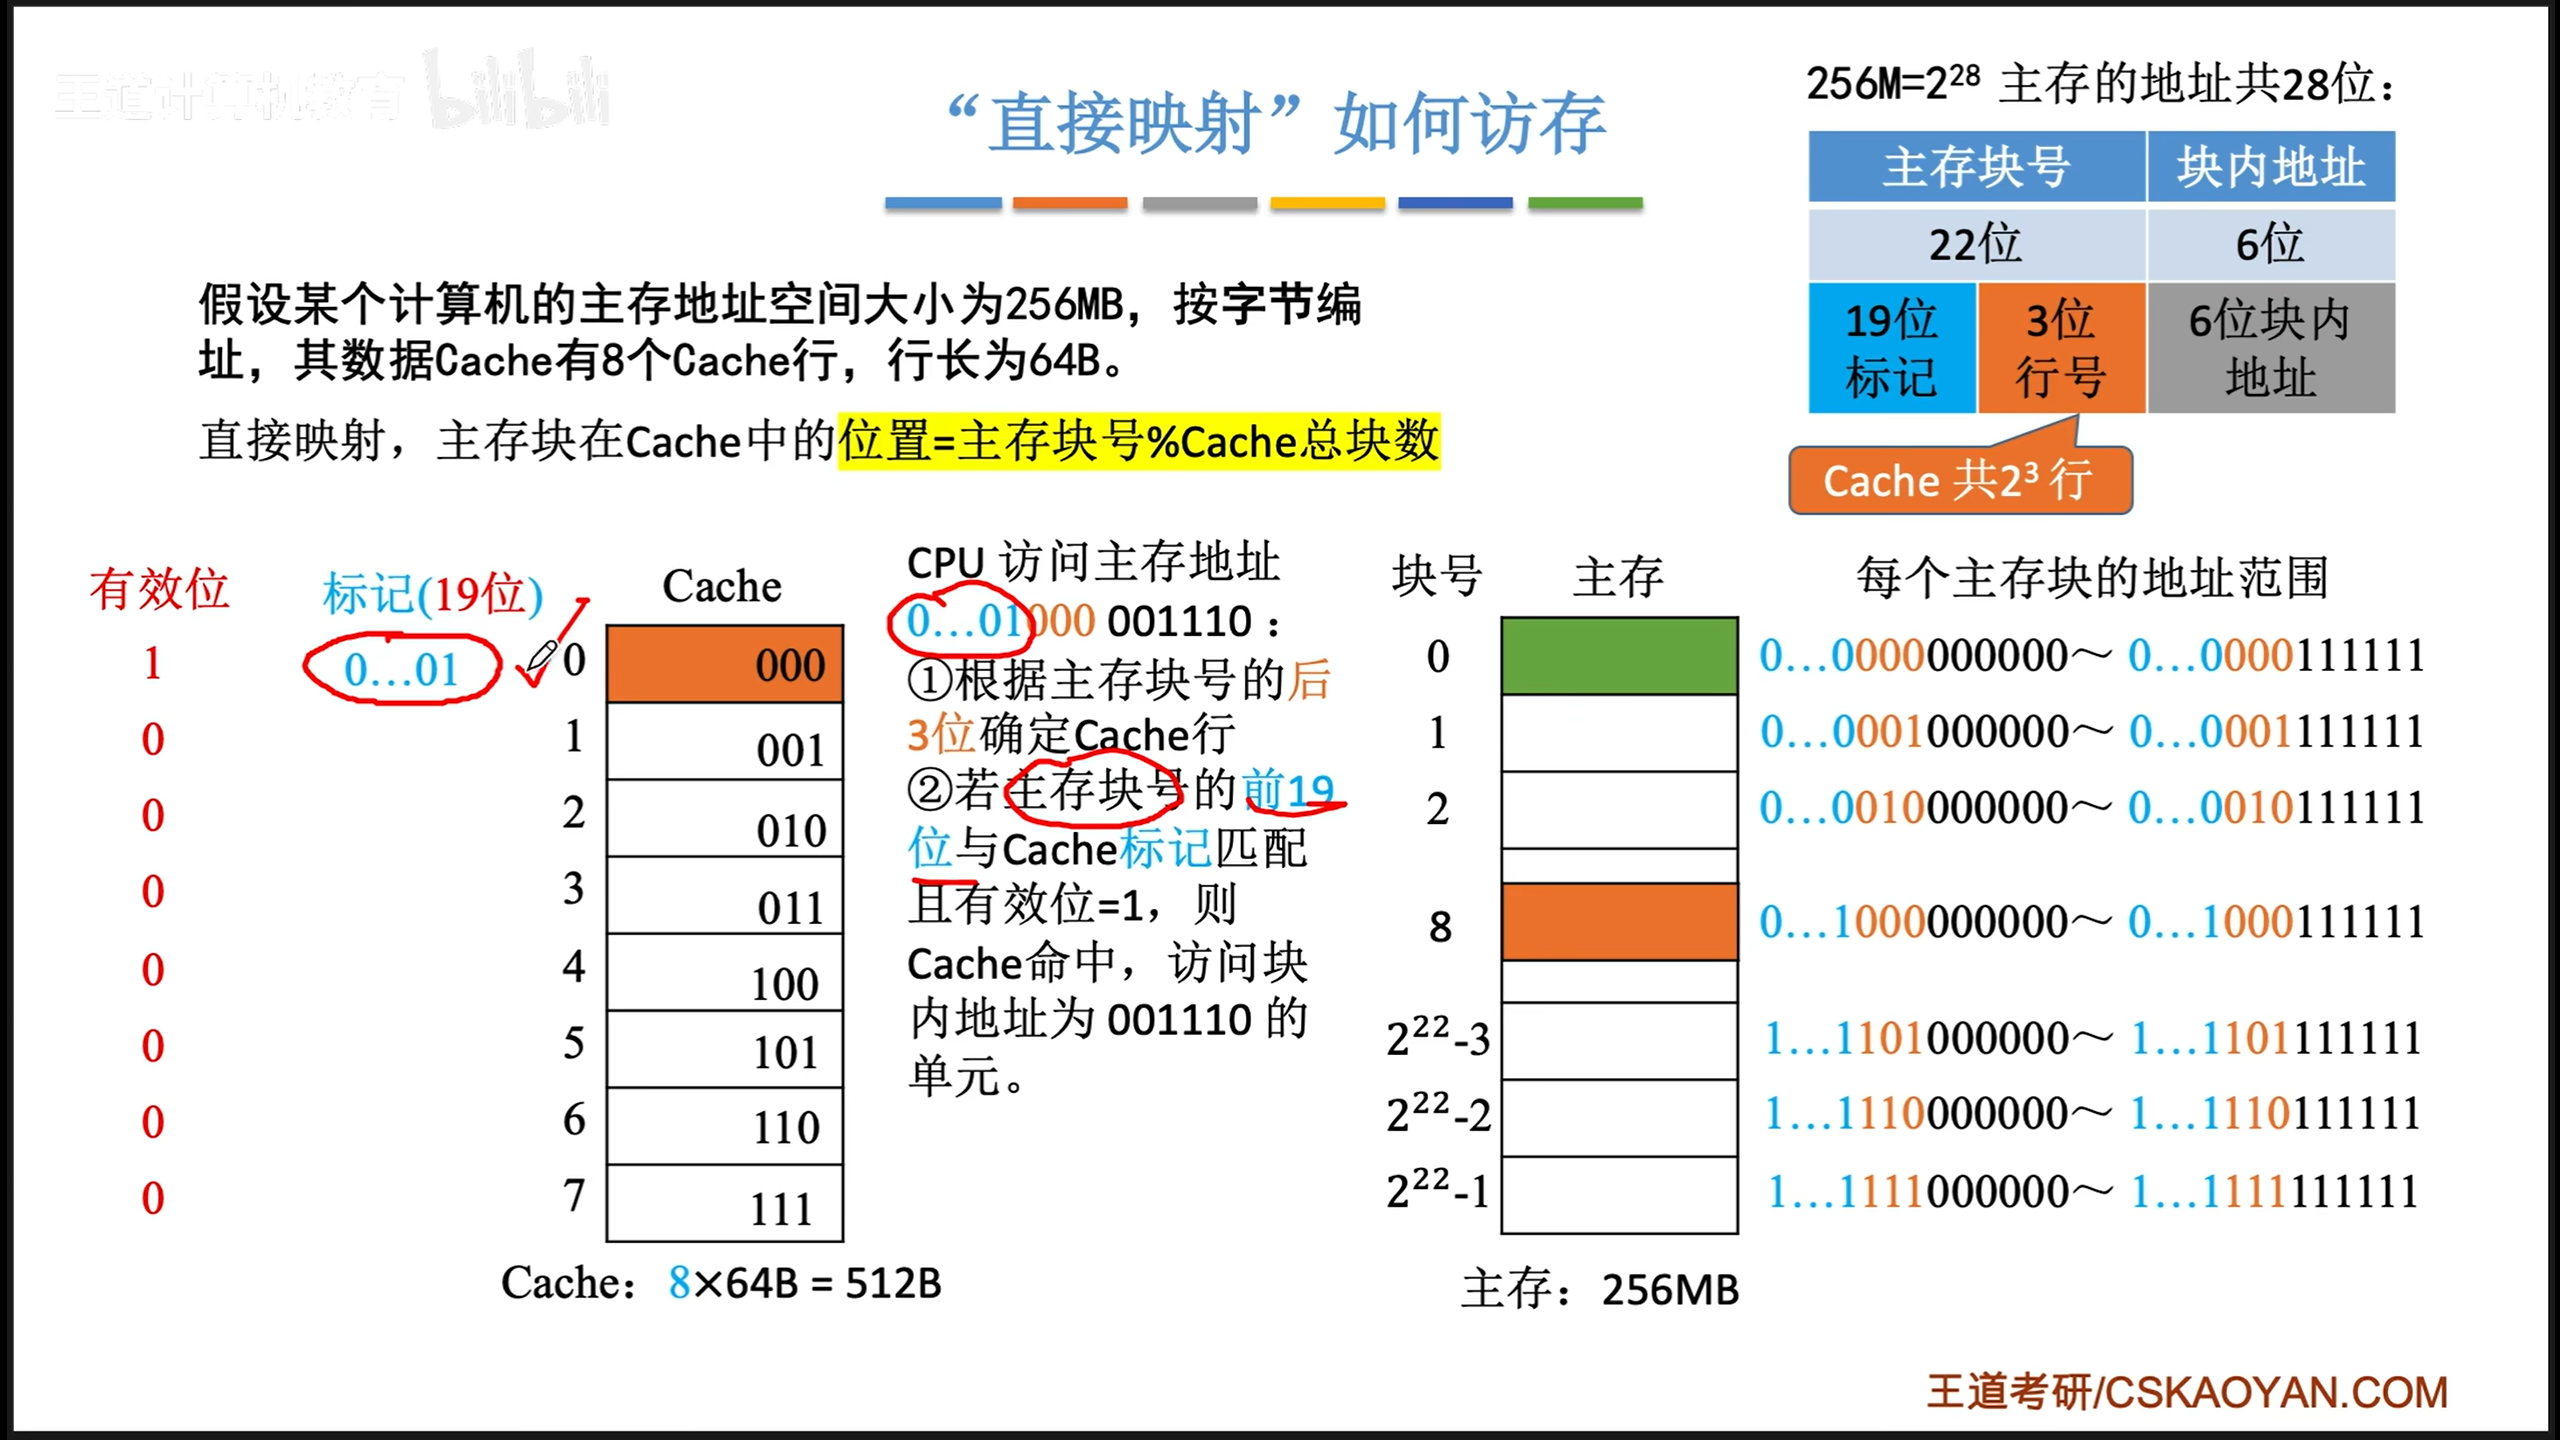 王道计算机教育 bilibili
“直接映射”如何访存
256M=2²⁸ 主存的地址共28位：
主存块号 块内地址
22位 6位
19位标记 3位行号 6位块内地址
Cache 共2³ 行
假设某个计算机的主存地址空间大小为256MB，按字节编
址，其数据Cache有8个Cache行，行长为64B。
直接映射，主存块在Cache中的位置=主存块号%Cache总块数
有效位 标记(19位) Cache
1 0…01 0 000
0 1 001
0 2 010
0 3 011
0 4 100
0 5 101
0 6 110
0 7 111
Cache：8×64B = 512B
CPU 访问主存地址
0…01000 001110：
①根据主存块号的后
3位确定Cache行
②若主存块号的前19
位与Cache标记匹配
且有效位=1，则
Cache命中，访问块
内地址为 001110 的
单元。
块号 主存 每个主存块的地址范围
0 0…0000000000～ 0…0000111111
1 0…0001000000～ 0…0001111111
2 0…0010000000～ 0…0010111111
8 0…1000000000～ 0…1000111111
2²²-3 1…1101000000～ 1…1101111111
2²²-2 1…1110000000～ 1…1110111111
2²²-1 1…1111000000～ 1…1111111111
主存：256MB
王道考研/CSKAOYAN.COM